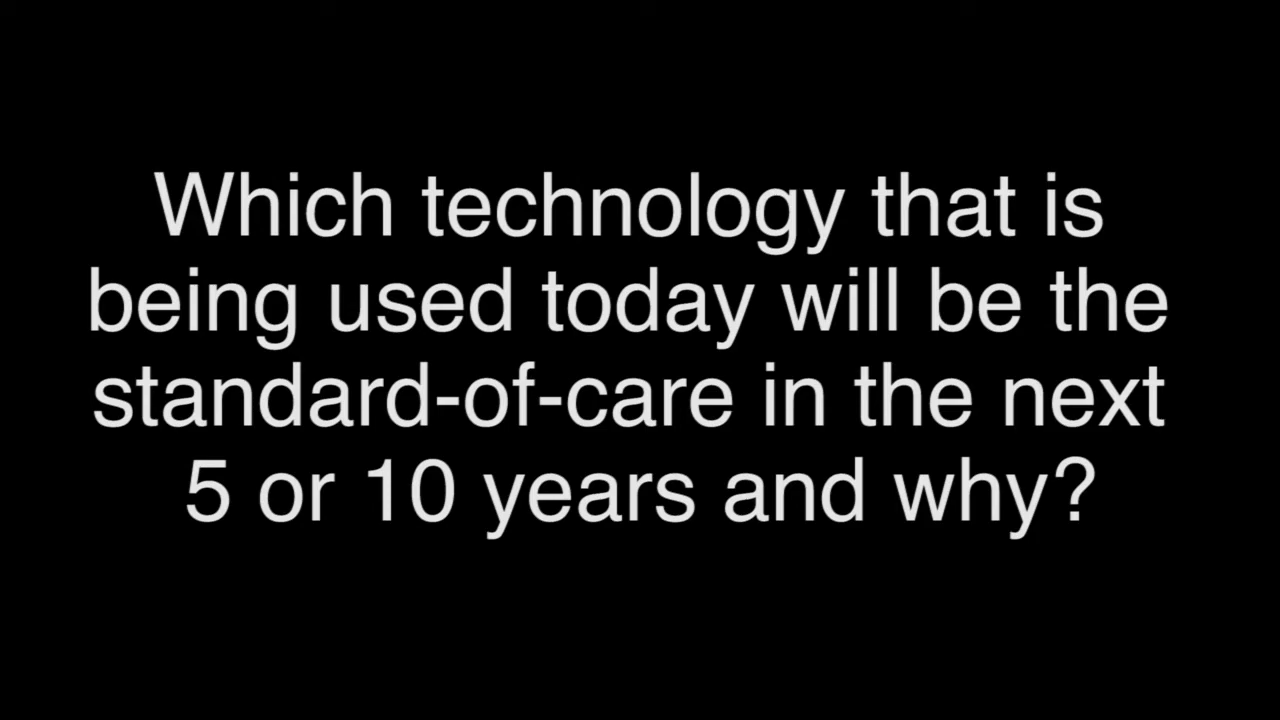 Which technology that is
being used today will be the
standard-of-care in the next
5 or 10 years and why?